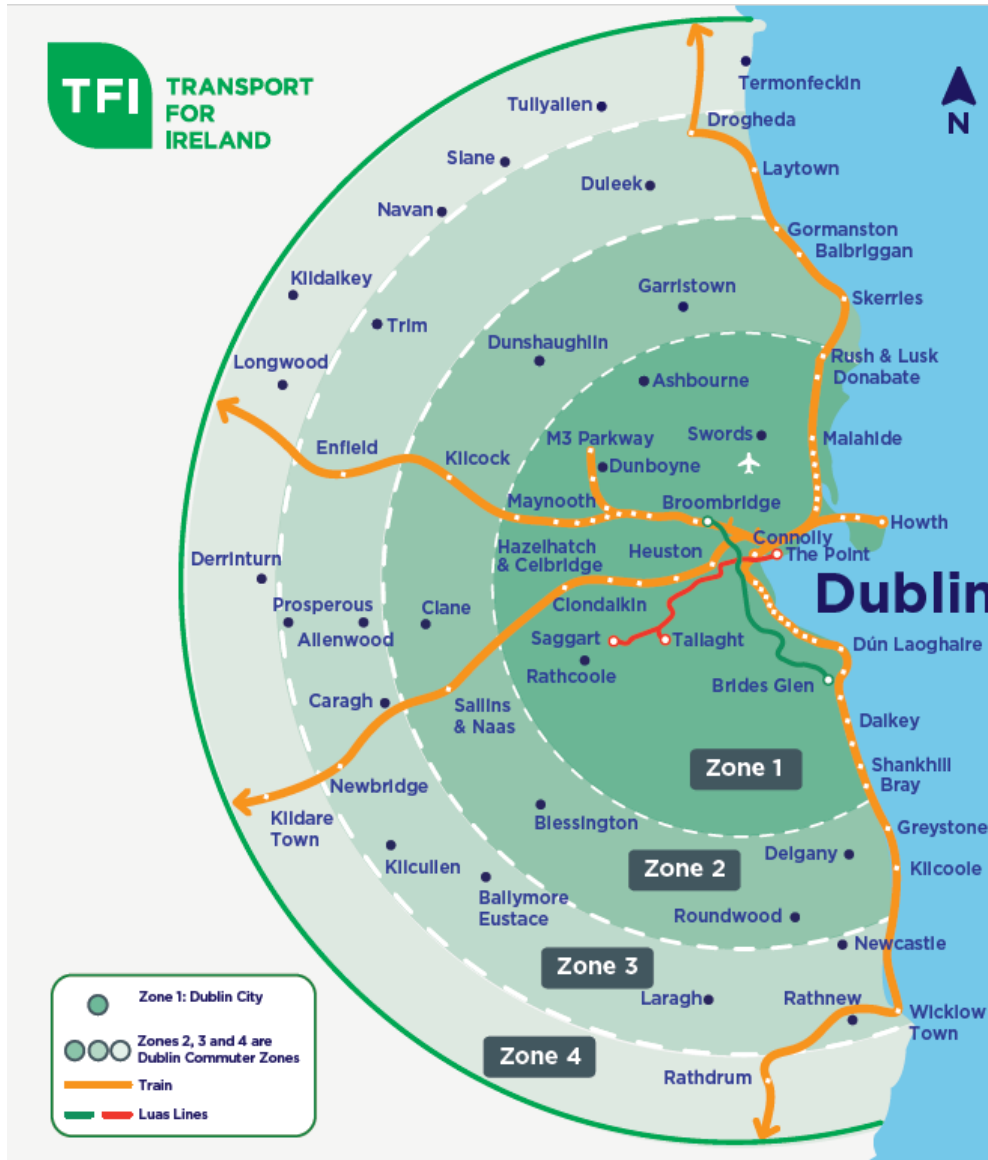 TFI
TRANSPORT
FOR
IRELAND
N
Termonfeckin
Tullyallen
Drogheda
Slane
Laytown
Duleek
Navan
Gormanston
Balbriggan
Kildalkey
Garristown
Skerries
Trim
Dunshaughlin
Rush & Lusk
Longwood
Donabate
Ashbourne
M3 Parkway
Swords
Malahide
Enfield
Kilcock
Dunboyne
Maynooth
Broombridge
Howth
Connolly
Hazelhatch
& Celbridge
Heuston
The Point
Derrinturn
Dublin
Prosperous
Clane
Clondalkin
Allenwood
Saggart
Tallaght
Dún Laoghaire
Rathcoole
Brides Glen
Caragh
Sallins
& Naas
Dalkey
Zone 1
Shankhill
Bray
Newbridge
Kildare
Town
Blessington
Greystone
Kilcullen
Zone 2
Delgany
Kilcoole
Ballymore
Eustace
Roundwood
Newcastle
Zone 3
Laragh
Rathnew
Wicklow
Town
Zone 4
Rathdrum
Zone 1: Dublin City
Zones 2, 3 and 4 are
Dublin Commuter Zones
Train
Luas Lines